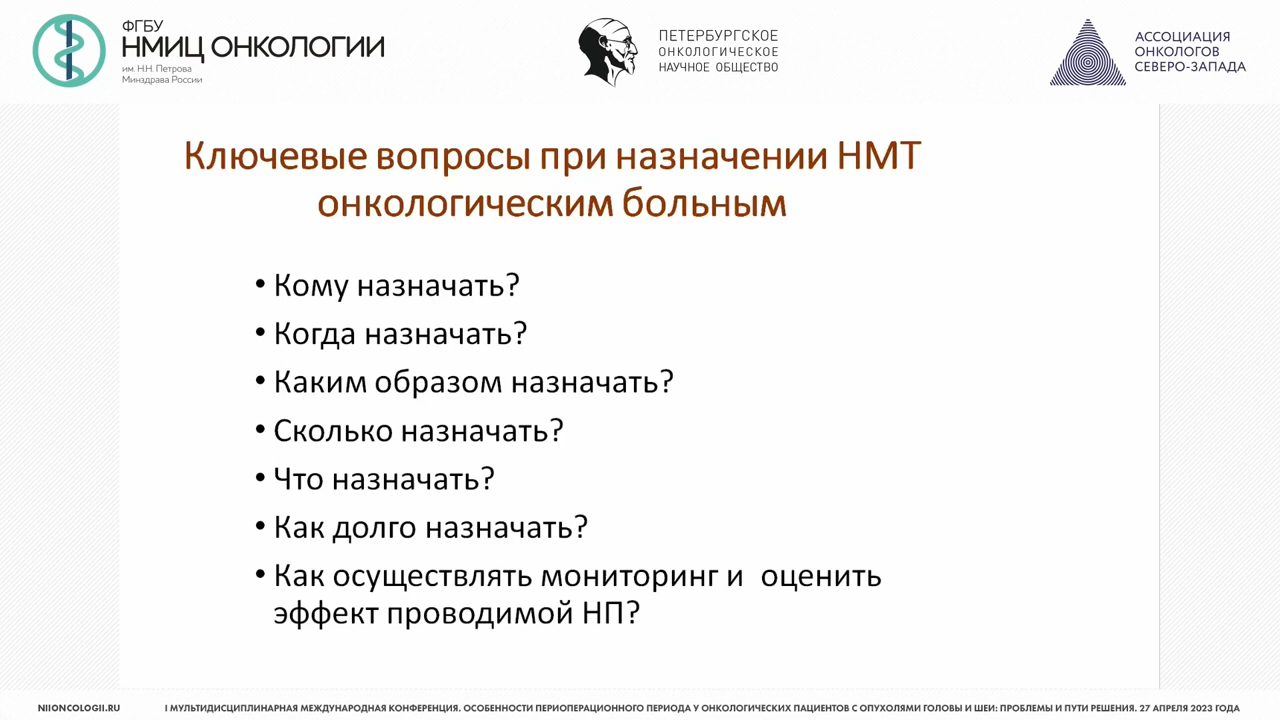 ФГБУ
НМИЦ ОНКОЛОГИИ
им. Н.Н. Петрова
Минздрава России
ПЕТЕРБУРГСКОЕ
ОНКОЛОГИЧЕСКОЕ
НАУЧНОЕ ОБЩЕСТВО
АССОЦИАЦИЯ
ОНКОЛОГОВ
СЕВЕРО-ЗАПАДА
Ключевые вопросы при назначении НМТ
онкологическим больным
• Кому назначать?
• Когда назначать?
• Каким образом назначать?
• Сколько назначать?
• Что назначать?
• Как долго назначать?
• Как осуществлять мониторинг и оценить
эффект проводимой НП?
NIIONCOLOGII.RU
I МУЛЬТИДИСЦИПЛИНАРНАЯ МЕЖДУНАРОДНАЯ КОНФЕРЕНЦИЯ. ОСОБЕННОСТИ ПЕРИОПЕРАЦИОННОГО ПЕРИОДА У ОНКОЛОГИЧЕСКИХ ПАЦИЕНТОВ С ОПУХОЛЯМИ ГОЛОВЫ И ШЕИ: ПРОБЛЕМЫ И ПУТИ РЕШЕНИЯ. 27 АПРЕЛЯ 2023 ГОДА